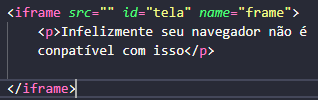 <iframe src="" id="tela" name="frame">
<p>Infelizmente seu navegador não é
conpatível com isso</p>
</iframe>